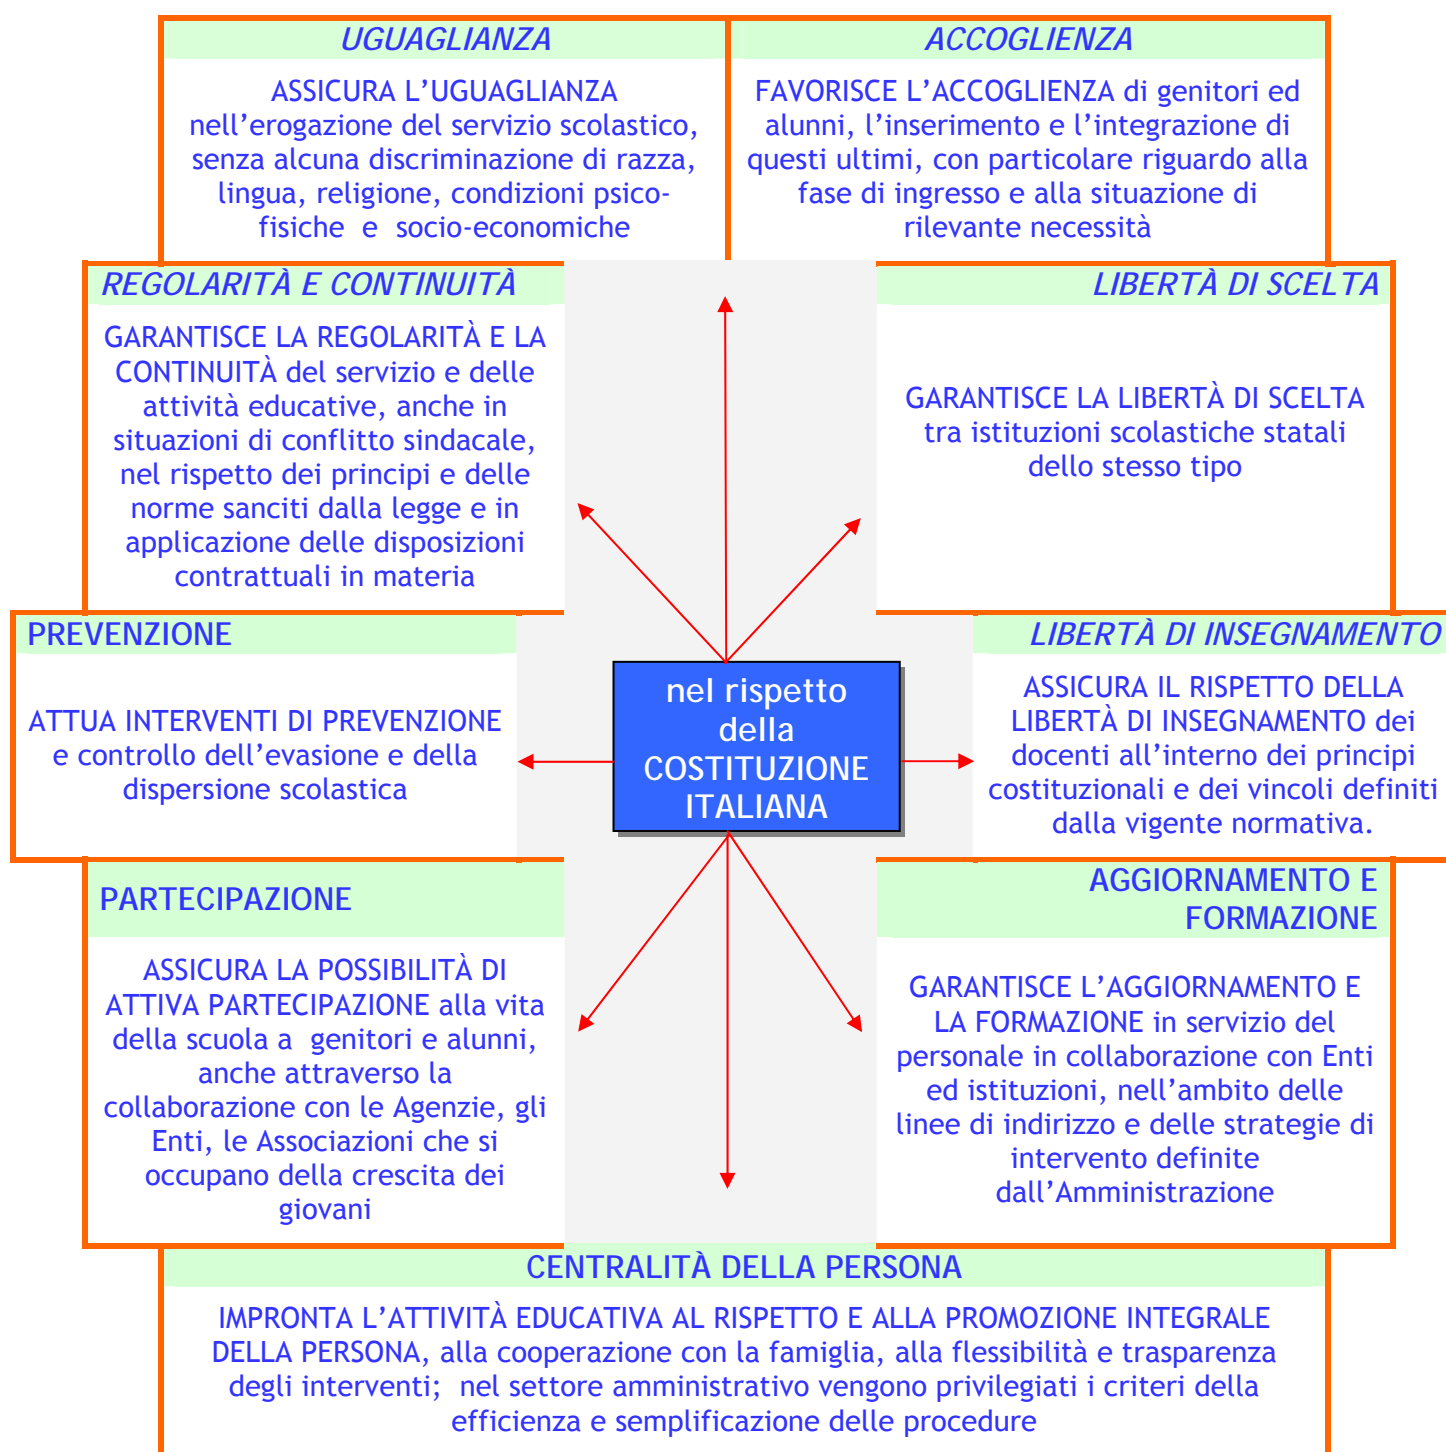 UGUAGLIANZA
ASSICURA L’UGUAGLIANZA
nell’erogazione del servizio scolastico,
senza alcuna discriminazione di razza,
lingua, religione, condizioni psico-
fisiche e socio-economiche
ACCOGLIENZA
FAVORISCE L’ACCOGLIENZA di genitori ed
alunni, l’inserimento e l’integrazione di
questi ultimi, con particolare riguardo alla
fase di ingresso e alla situazione di
rilevante necessità
REGOLARITÀ E CONTINUITÀ
GARANTISCE LA REGOLARITÀ E LA
CONTINUITÀ del servizio e delle
attività educative, anche in
situazioni di conflitto sindacale,
nel rispetto dei principi e delle
norme sanciti dalla legge e in
applicazione delle disposizioni
contrattuali in materia
LIBERTÀ DI SCELTA
GARANTISCE LA LIBERTÀ DI SCELTA
tra istituzioni scolastiche statali
dello stesso tipo
PREVENZIONE
ATTUA INTERVENTI DI PREVENZIONE
e controllo dell’evasione e della
dispersione scolastica
nel rispetto
della
COSTITUZIONE
ITALIANA
LIBERTÀ DI INSEGNAMENTO
ASSICURA IL RISPETTO DELLA
LIBERTÀ DI INSEGNAMENTO dei
docenti all’interno dei principi
costituzionali e dei vincoli definiti
dalla vigente normativa.
PARTECIPAZIONE
ASSICURA LA POSSIBILITÀ DI
ATTIVA PARTECIPAZIONE alla vita
della scuola a genitori e alunni,
anche attraverso la
collaborazione con le Agenzie, gli
Enti, le Associazioni che si
occupano della crescita dei
giovani
AGGIORNAMENTO E
FORMAZIONE
GARANTISCE L’AGGIORNAMENTO E
LA FORMAZIONE in servizio del
personale in collaborazione con Enti
ed istituzioni, nell’ambito delle
linee di indirizzo e delle strategie di
intervento definite
dall’Amministrazione
CENTRALITÀ DELLA PERSONA
IMPRONTA L’ATTIVITÀ EDUCATIVA AL RISPETTO E ALLA PROMOZIONE INTEGRALE
DELLA PERSONA, alla cooperazione con la famiglia, alla flessibilità e trasparenza
degli interventi; nel settore amministrativo vengono privilegiati i criteri della
efficienza e semplificazione delle procedure